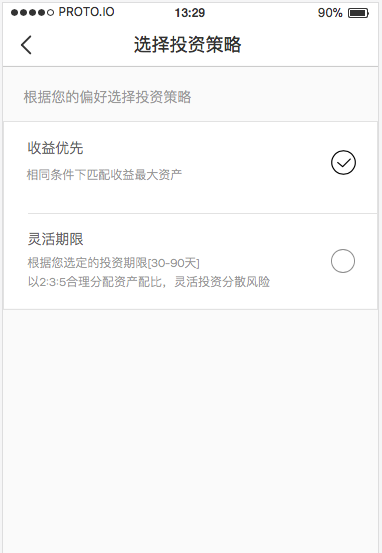 PROTO.IO 13:29 90%
选择投资策略
根据您的偏好选择投资策略
收益优先
相同条件下匹配收益最大资产
灵活期限
根据您选定的投资期限[30-90天]
以2:3:5合理分配资产配比，灵活投资分散风险